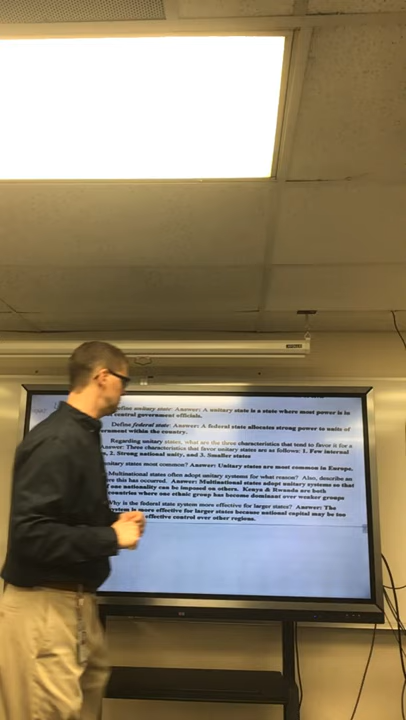 efine unitary state: Answer: A unitary state is a state where most power is in
central government officials.
Define federal state: Answer: A federal state allocates strong power to units of
ernment within the country.
Regarding unitary states, what are the three characteristics that tend to favor it for a
Answer: Three characteristics that favor unitary states are as follows: 1. Few internal
s, 2. Strong national unity, and 3. Smaller states
nitary states most common? Answer: Unitary states are most common in Europe.
Multinational states often adopt unitary systems for what reason? Also, describe an
re this has occurred. Answer: Multinational states adopt unitary systems so that
f one nationality can be imposed on others. Kenya & Rwanda are both
countries where one ethnic group has become dominant over weaker groups
Why is the federal state system more effective for larger states? Answer: The
ystem is more effective for larger states because national capital may be too
effective control over other regions.